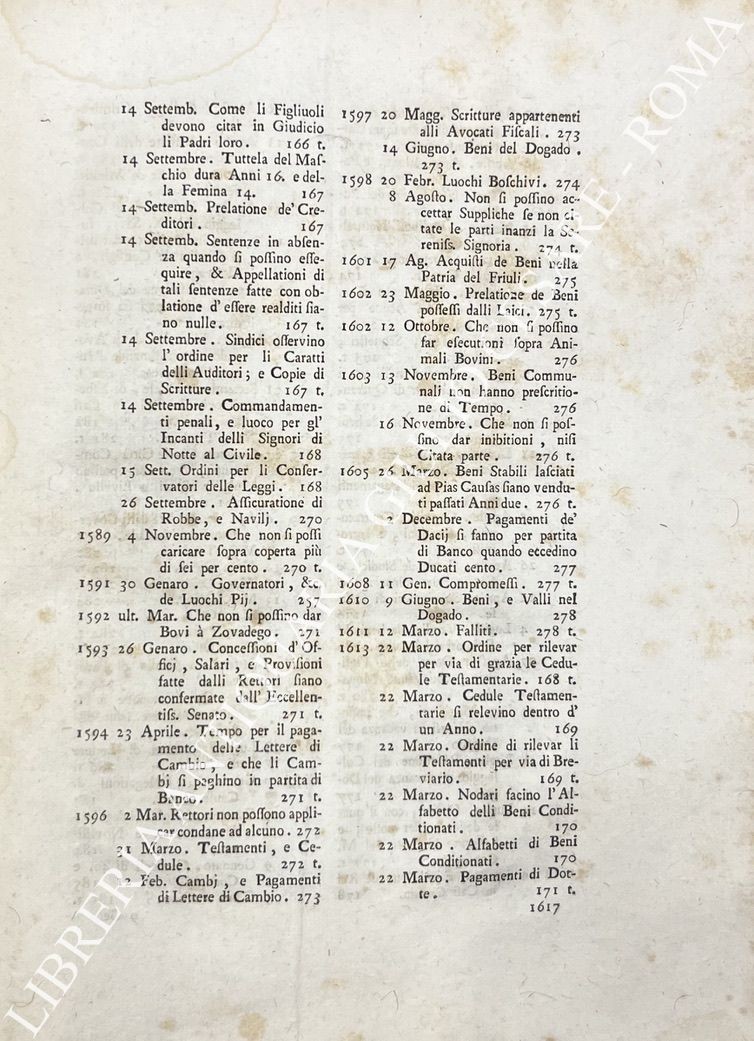 14 Settemb. Come li Figliuoli
devono citar in Giudicio
li Padri loro. 166 t.
14 Settembre. Tuttela del Maſ-
chio dura Anni 16. e del-
la Femina 14. 167
14 Settemb. Prelatione de' Cre-
ditori. 167
14 Settemb. Sentenze in abſen-
za quando ſi poſſino eſſe-
quire, & Appellationi di
tali ſentenze fatte con ob-
latione d' eſſere realditi ſia-
no nulle. 167 t.
14 Settembre. Sindici oſſervino
l' ordine per li Caratti
delli Auditori; e Copie di
Scritture. 167 t.
14 Settembre. Commandamen-
ti penali, e luoco per gl'
Incanti delli Signori di
Notte al Civile. 168
15 Sett. Ordini per li Conſer-
vatori delle Leggi. 168
26 Settembre. Aſſicuratione di
Robbe, e Navilj. 270
1589 4 Novembre. Che non ſi poſſi
caricare ſopra coperta più
di ſei per cento. 270 t.
1591 30 Genaro. Governatori, &c.
de Luochi Pij. 257
1592 ult. Mar. Che non ſi poſſino dar
Bovi à Zovadego. 271
1593 26 Genaro. Conceſſioni d' Of-
ficj, Salari, e Proviſioni
fatte dalli Rettori ſiano
confermate dall' Eccellen-
tiſs. Senato. 271 t.
1594 23 Aprile. Tempo per il paga-
mento delle Lettere di
Cambio, e che li Cam-
bj ſi paghino in partita di
Banco. 271 t.
1596 2 Mar. Rettori non poſſono appli-
car condane ad alcuno. 272
21 Marzo. Teſtamenti, e Ce-
dule. 272 t.
12 Feb. Cambj, e Pagamenti
di Lettere di Cambio. 273
1597 20 Magg. Scritture appartenenti
alli Avocati Fiſcali. 273
14 Giugno. Beni del Dogado.
273 t.
1598 20 Febr. Luochi Boſchivi. 274
8 Agoſto. Non ſi poſſino ac-
cettar Suppliche ſe non ci-
tate le parti inanzi la Se-
reniſs. Signoria. 274 t.
1601 17 Ag. Acquiſti de Beni nella
Patria del Friuli. 275
1602 23 Maggio. Prelatione de Beni
poſſeſſi dalli Laici. 275 t.
1602 12 Ottobre. Che non ſi poſſino
far eſecutioni ſopra Ani-
mali Bovini. 276
1603 13 Novembre. Beni Commu-
nali non hanno preſcritio-
ne di Tempo. 276
16 Novembre. Che non ſi poſ-
ſino dar inibitioni, niſi
Citata parte. 276 t.
1605 26 Marzo. Beni Stabili laſciati
ad Pias Cauſas ſiano vendu-
ti paſſati Anni due. 276 t.
2 Decembre. Pagamenti de'
Dacij ſi fanno per partita
di Banco quando eccedino
Ducati cento. 277
1608 11 Gen. Compromeſſi. 277 t.
1610 9 Giugno. Beni, e Valli nel
Dogado. 278
1611 12 Marzo. Falliti. 278 t.
1613 22 Marzo. Ordine per rilevar
per via di grazia le Cedu-
le Teſtamentarie. 168 t.
22 Marzo. Cedule Teſtamen-
tarie ſi relevino dentro d'
un Anno. 169
22 Marzo. Ordine di rilevar li
Teſtamenti per via di Bre-
viario. 169 t.
22 Marzo. Nodari facino l'Al-
fabetto delli Beni Condi-
tionati. 170
22 Marzo. Alfabetti di Beni
Conditionati. 170
22 Marzo. Pagamenti di Dot-
te. 171 t.
1617